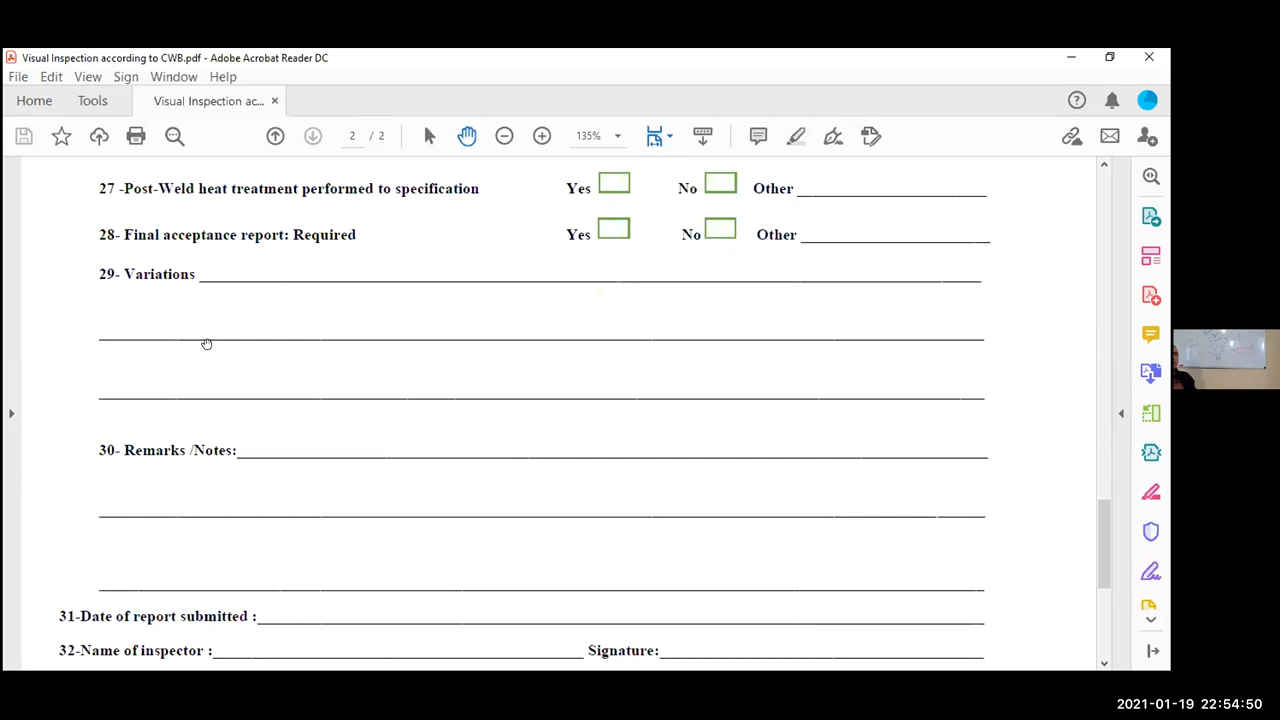 Visual Inspection according to CWB.pdf - Adobe Acrobat Reader DC
File Edit View Sign Window Help
Home Tools Visual Inspection ac... ×
2 / 2 135%
27 -Post-Weld heat treatment performed to specification Yes No Other
28- Final acceptance report: Required Yes No Other
29- Variations
30- Remarks /Notes:
31-Date of report submitted :
32-Name of inspector : Signature:
2021-01-19 22:54:50